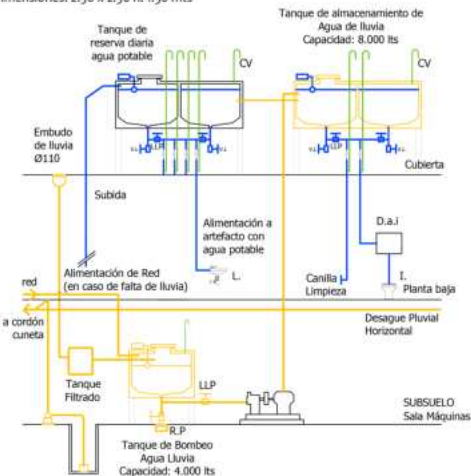 Tanque de
reserva diaria
agua potable
Tanque de almacenamiento de
Agua de lluvia
Capacidad: 8.000 lts
CV
CV
Embudo
de lluvia
Ø110
LLP
LLP
Cubierta
Subida
Alimentación a
artefacto con
agua potable
D.a.i
Alimentación de Red
(en caso de falta de lluvia)
L.
Canilla
Limpieza
I.
Planta baja
red
a cordón
cuneta
Desague Pluvial
Horizontal
Tanque
Filtrado
LLP
R.P
SUBSUELO
Sala Máquinas
Tanque de Bombeo
Agua Lluvia
Capacidad: 4.000 lts